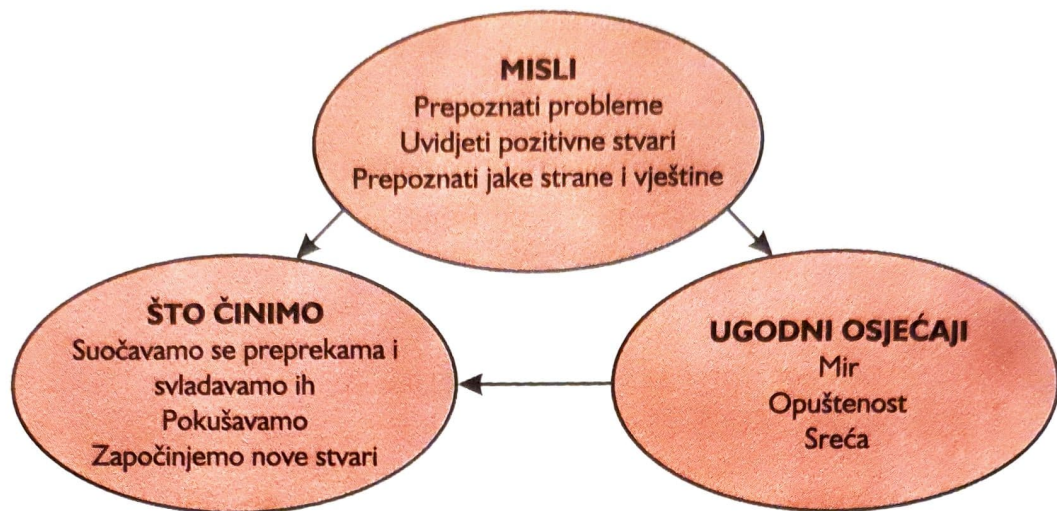 MISLI
Prepoznati probleme
Uvidjeti pozitivne stvari
Prepoznati jake strane i vještine
ŠTO ČINIMO
Suočavamo se preprekama i
svladavamo ih
Pokušavamo
Započinjemo nove stvari
UGODNI OSJEĆAJI
Mir
Opuštenost
Sreća